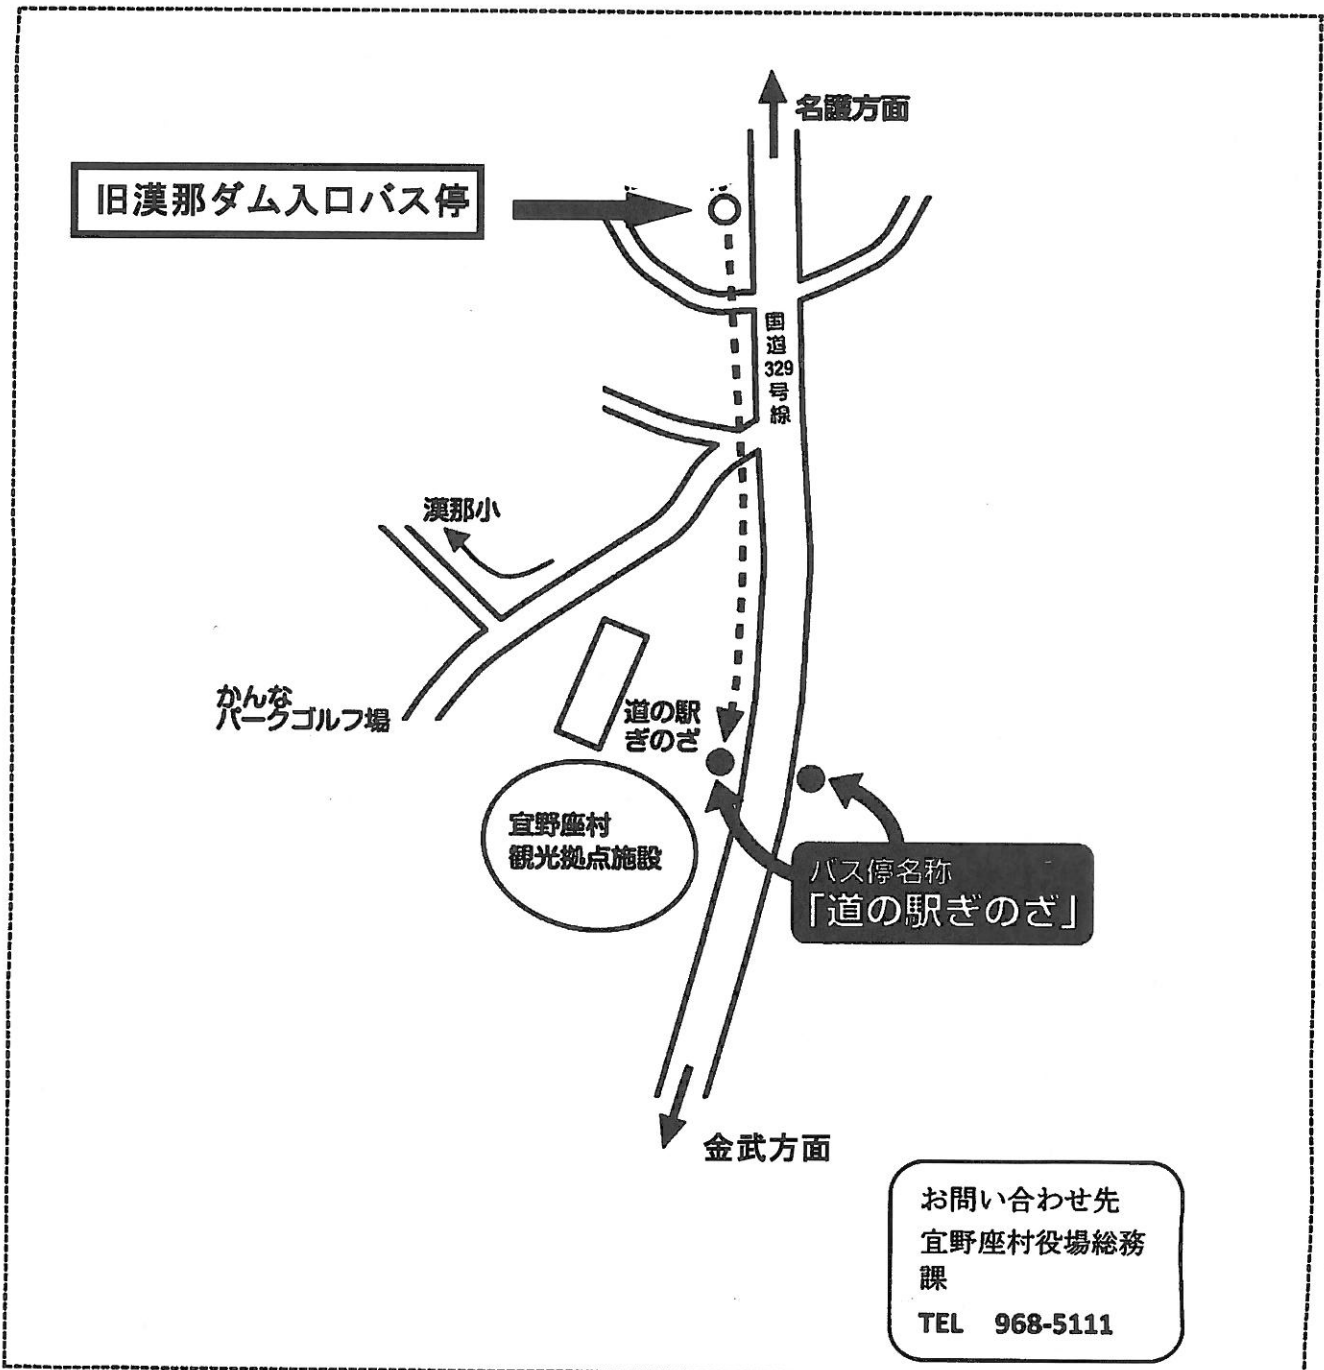 名護方面
旧漢那ダム入口バス停
国道329号線
漢那小
かんな
パークゴルフ場
道の駅
ぎのざ
宜野座村
観光拠点施設
バス停名称
「道の駅ぎのざ」
金武方面
お問い合わせ先
宜野座村役場総務
課
TEL 968-5111